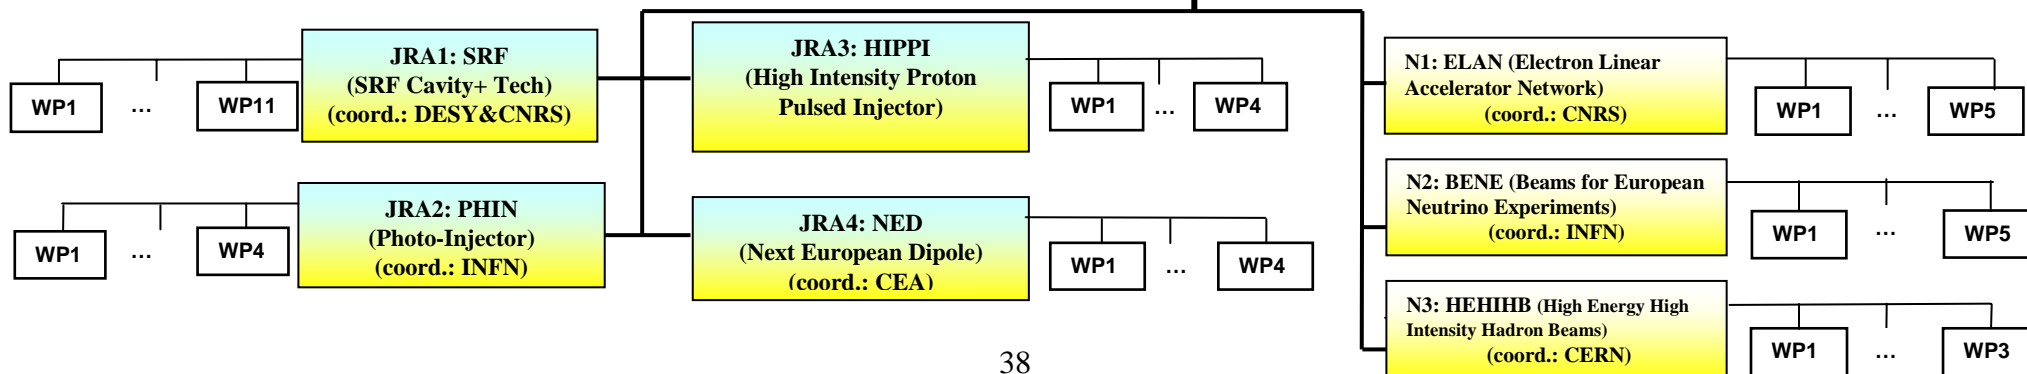 JRA1: SRF
(SRF Cavity+ Tech)
(coord.: DESY&CNRS)
WP1
...
WP11
JRA3: HIPPI
(High Intensity Proton
Pulsed Injector)
WP1
...
WP4
N1: ELAN (Electron Linear
Accelerator Network)
(coord.: CNRS)
WP1
...
WP5
JRA2: PHIN
(Photo-Injector)
(coord.: INFN)
WP1
...
WP4
JRA4: NED
(Next European Dipole)
(coord.: CEA)
WP1
...
WP4
N2: BENE (Beams for European
Neutrino Experiments)
(coord.: INFN)
WP1
...
WP5
N3: HEHIHB (High Energy High
Intensity Hadron Beams)
(coord.: CERN)
WP1
...
WP3
38